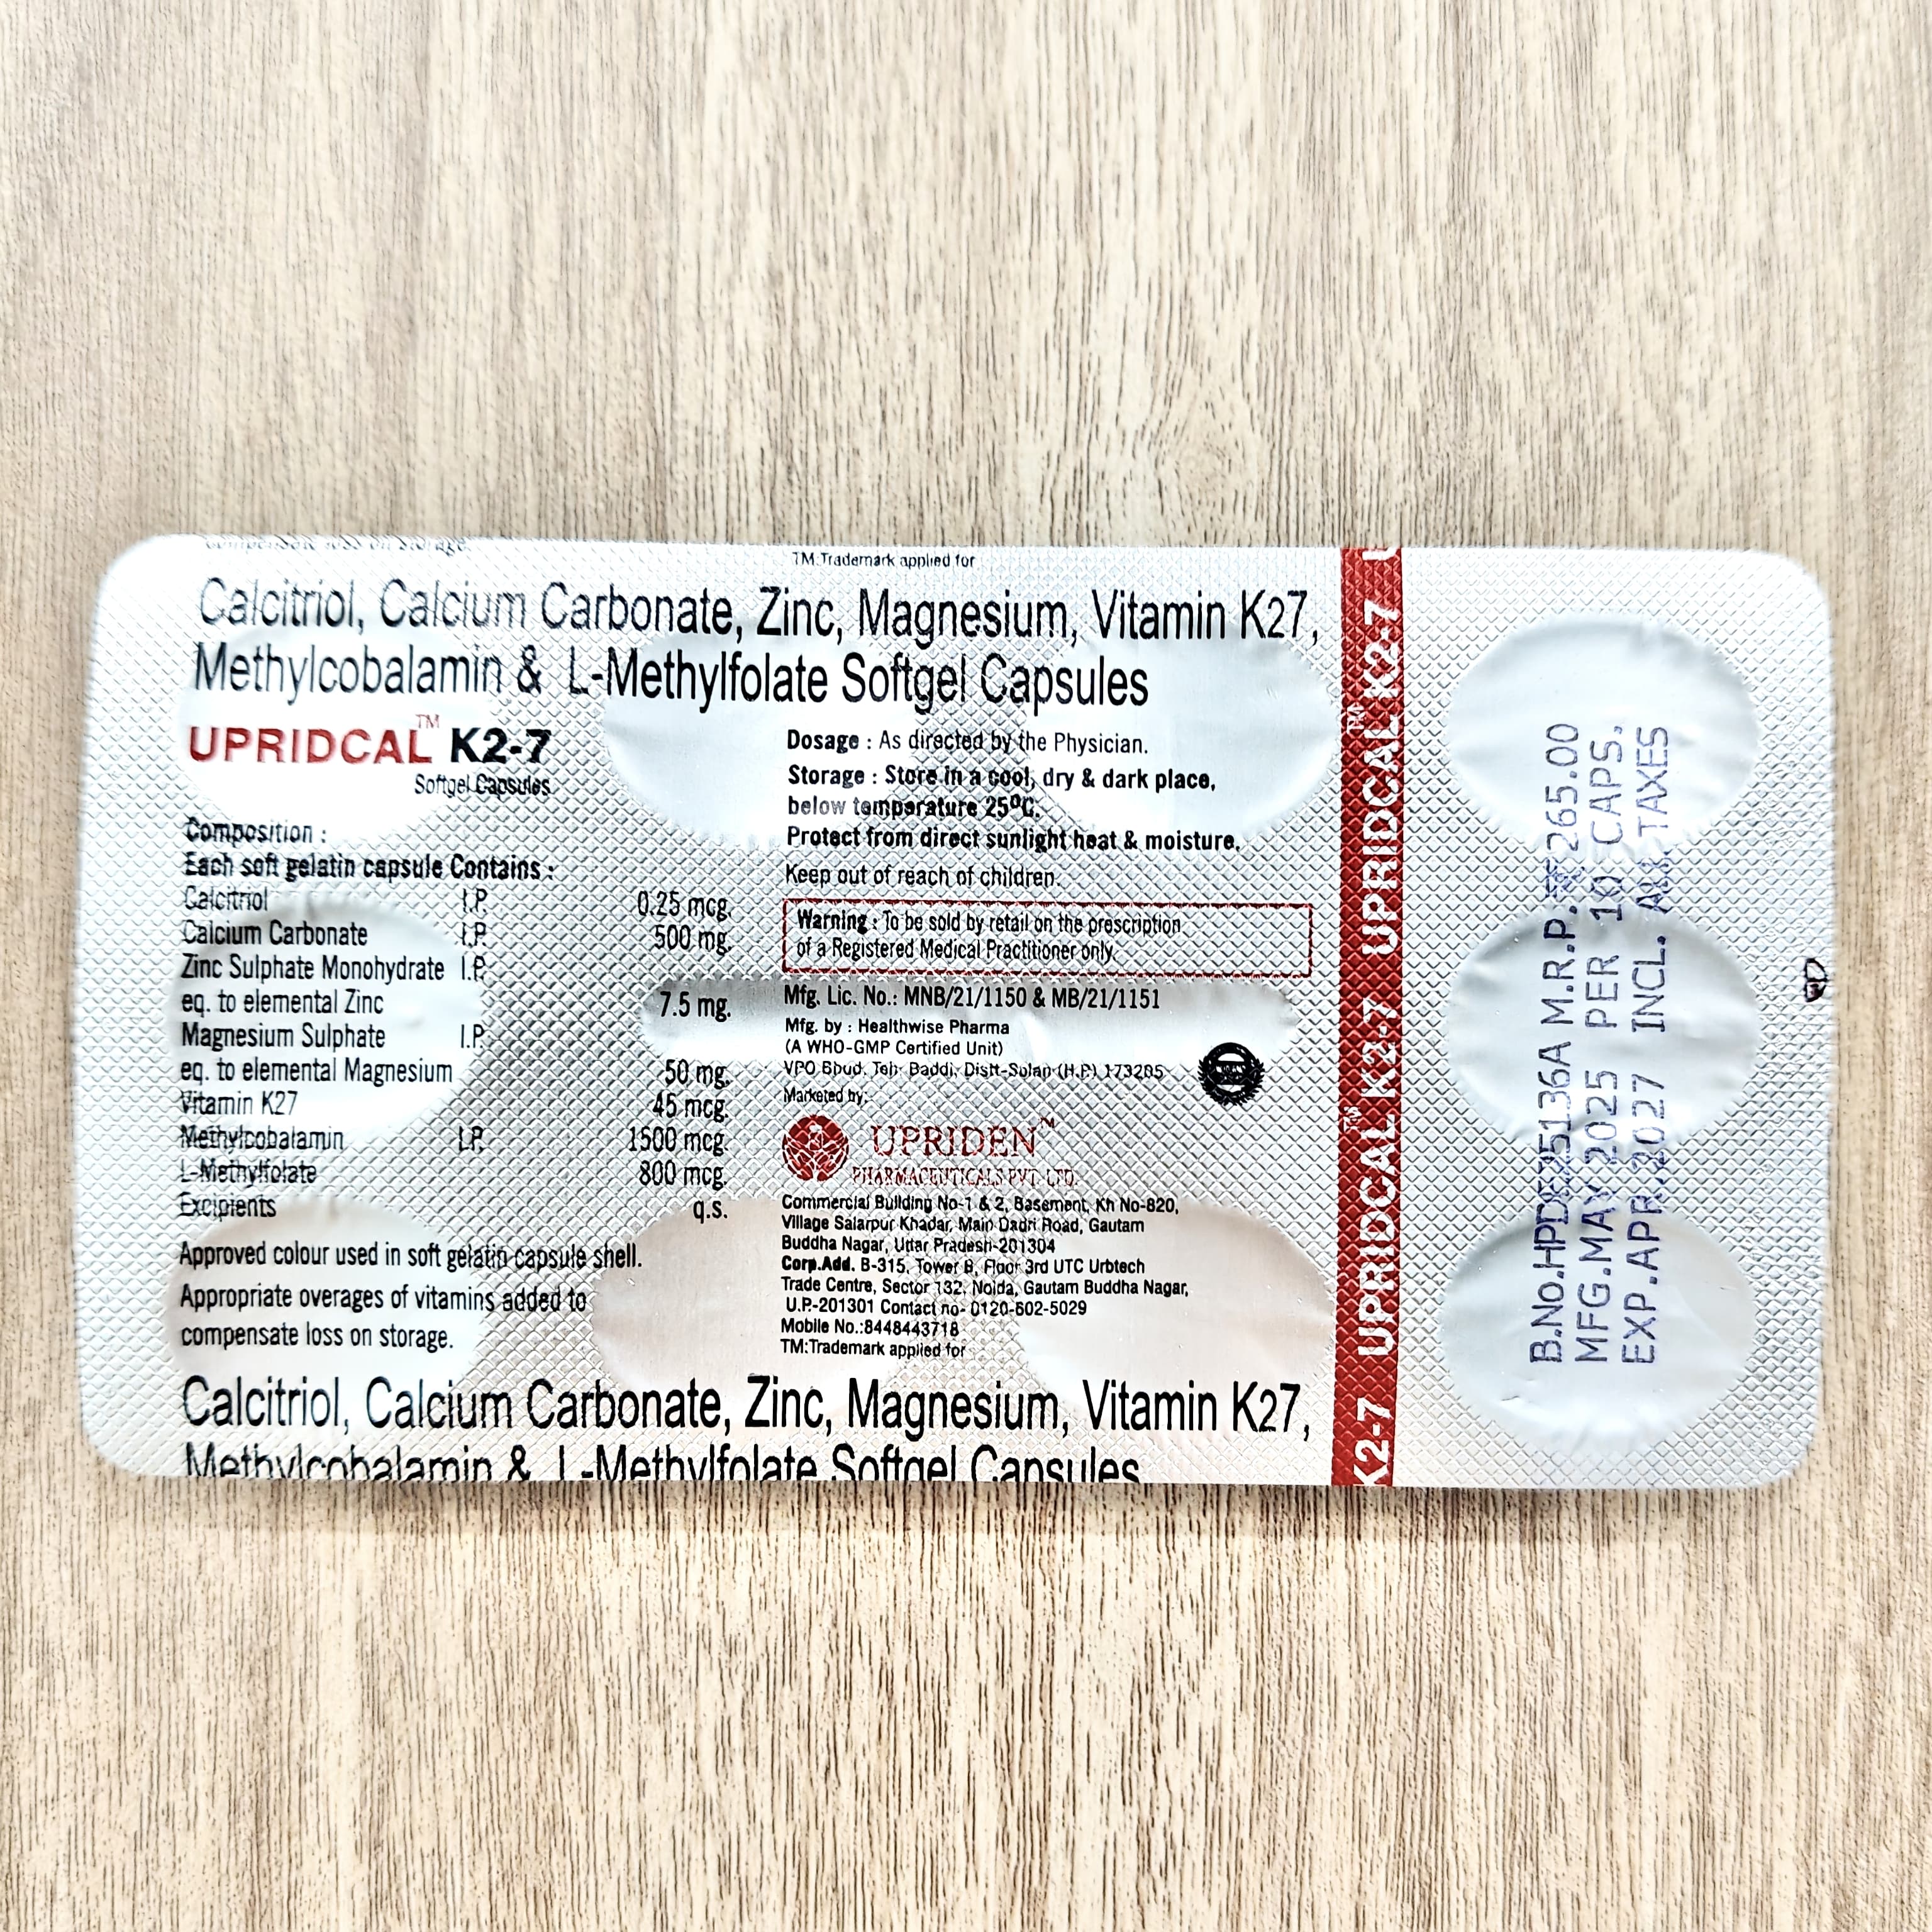 compensate loss on storage.
TM:Trademark applied for
Calcitriol, Calcium Carbonate, Zinc, Magnesium, Vitamin K27,
Methylcobalamin & L-Methylfolate Softgel Capsules
UPRIDCAL™ K2-7
Softgel Capsules
Composition :
Each soft gelatin capsule Contains :
Calcitriol I.P. 0.25 mcg.
Calcium Carbonate I.P. 500 mg.
Zinc Sulphate Monohydrate I.P.
eq. to elemental Zinc 7.5 mg.
Magnesium Sulphate I.P.
eq. to elemental Magnesium 50 mg.
Vitamin K27 45 mcg.
Methylcobalamin I.P. 1500 mcg.
L-Methylfolate 800 mcg.
Excipients q.s.
Approved colour used in soft gelatin capsule shell.
Appropriate overages of vitamins added to
compensate loss on storage.
Dosage : As directed by the Physician.
Storage : Store in a cool, dry & dark place,
below temperature 25°C.
Protect from direct sunlight heat & moisture.
Keep out of reach of children.
Warning : To be sold by retail on the prescription
of a Registered Medical Practitioner only.
Mfg. Lic. No.: MNB/21/1150 & MB/21/1151
Mfg. by : Healthwise Pharma
(A WHO-GMP Certified Unit)
VPO Bhud, Teh: Baddi, Distt-Solan (H.P.) 173205
Marketed by:
UPRIDEN™
PHARMACEUTICALS PVT. LTD.
Commercial Building No-1 & 2, Basement, Kh No-820,
Village Salarpur Khadar, Main Dadri Road, Gautam
Buddha Nagar, Uttar Pradesh-201304
Corp.Add. B-315, Tower B, Floor 3rd UTC Urbtech
Trade Centre, Sector 132, Noida, Gautam Buddha Nagar,
U.P.-201301 Contact no- 0120-602-5029
Mobile No.:8448443718
TM:Trademark applied for
Calcitriol, Calcium Carbonate, Zinc, Magnesium, Vitamin K27,
Methylcobalamin & L-Methylfolate Softgel Capsules
K2-7 UPRIDCAL™ K2-7 UPRIDCAL™ K2-7 U
M.R.P.₹ 265.00
MFG.MAY 2025 PER 10 CAPS.
EXP.APR.2027 INCL. ALL TAXES